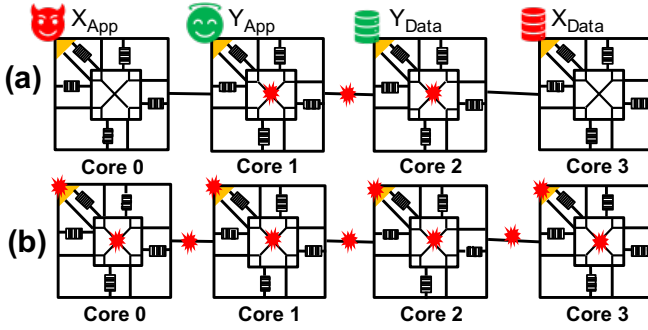 X_App Y_App Y_Data X_Data
(a)
Core 0 Core 1 Core 2 Core 3
(b)
Core 0 Core 1 Core 2 Core 3